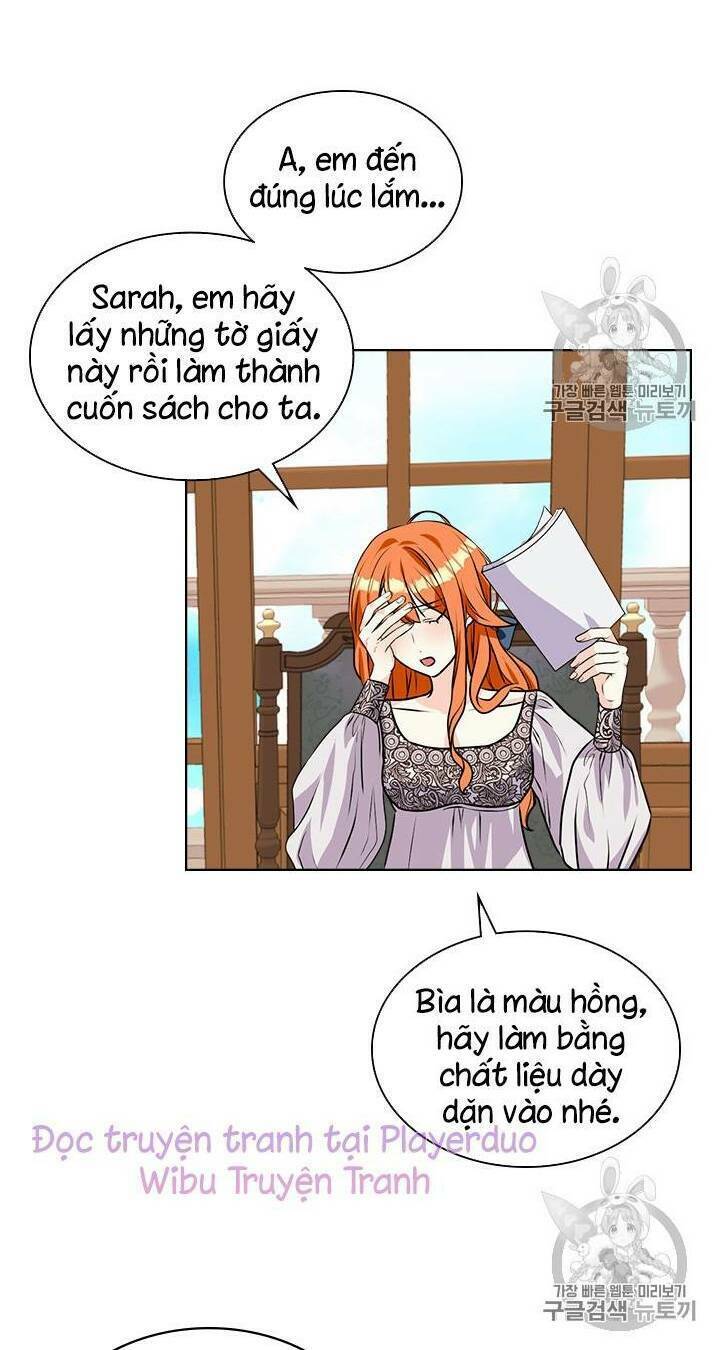 A, em đến
đúng lúc lắm...
Sarah, em hãy
lấy những tờ giấy
này rồi làm thành
cuốn sách cho ta.
가장 빠른 웹툰 미리보기
구글검색 뉴토끼
Bìa là màu hồng,
hãy làm bằng
chất liệu dày
dặn vào nhé.
Đọc truyện tranh tại Playerduo
Wibu Truyện Tranh
가장 빠른 웹툰 미리보기
구글검색 뉴토끼